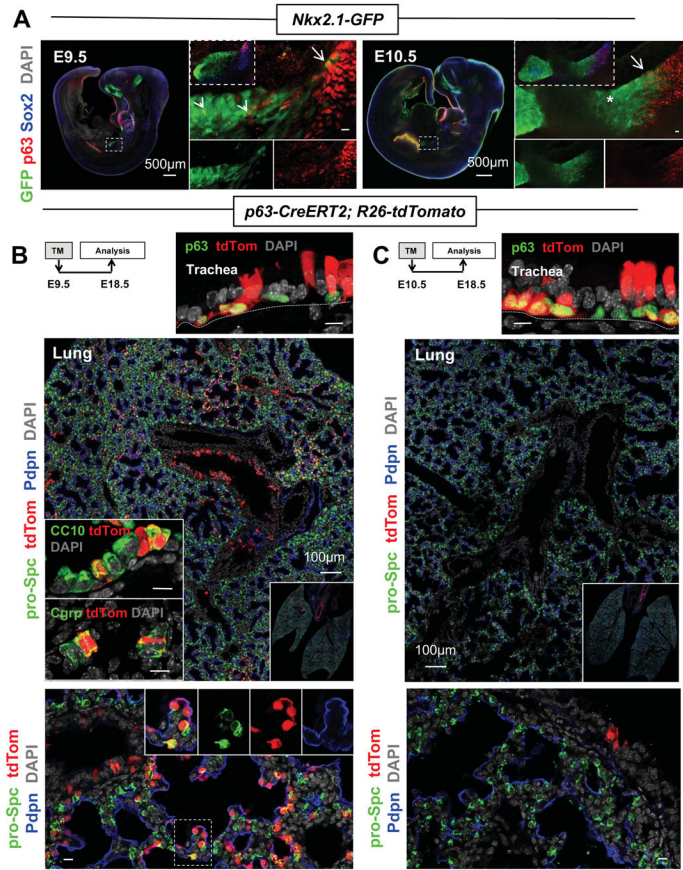 A
Nkx2.1-GFP
GFP p63 Sox2 DAPI
E9.5
500µm
E10.5
*
500µm
p63-CreERT2; R26-tdTomato
B
TM
Analysis
E9.5
E18.5
p63 tdTom DAPI
Trachea
C
TM
Analysis
E10.5
E18.5
p63 tdTom DAPI
Trachea
pro-Spc tdTom Pdpn DAPI
Lung
CC10 tdTom
DAPI
Cgrp tdTom DAPI
100µm
pro-Spc tdTom Pdpn DAPI
Lung
100µm
pro-Spc tdTom
Pdpn DAPI
pro-Spc tdTom
Pdpn DAPI